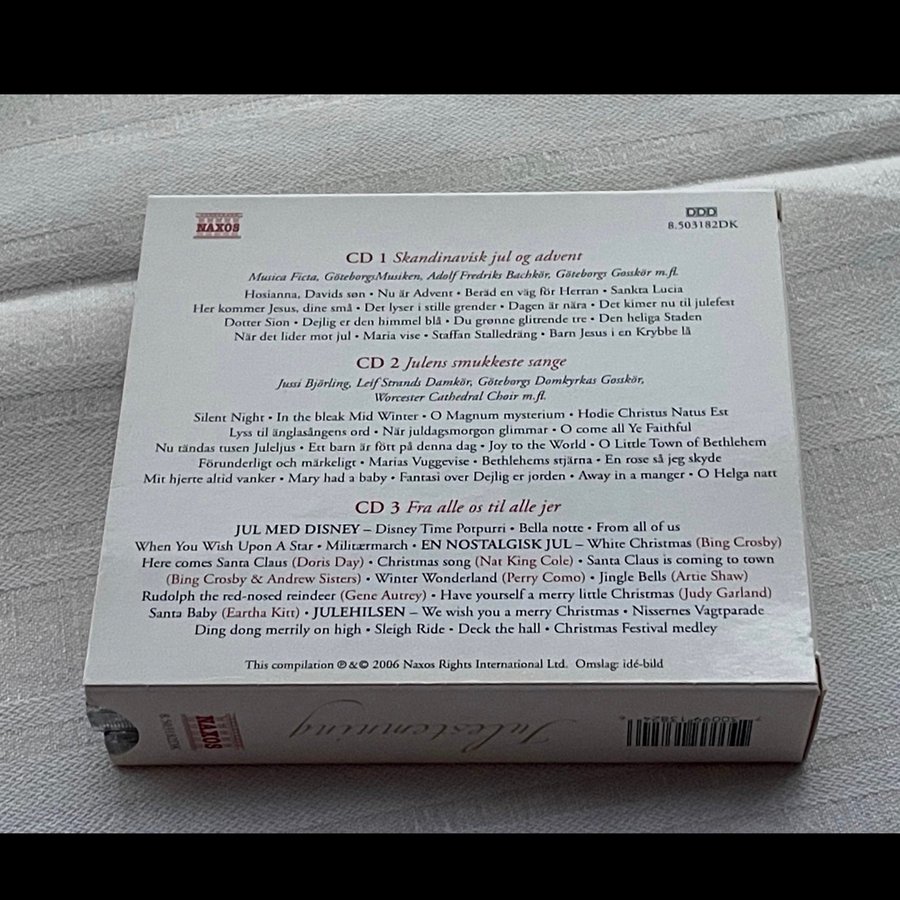 NAXOS
DDD
8.503182DK
CD 1 Skandinavisk jul og advent
Musica Ficta, GöteborgsMusiken, Adolf Fredriks Bachkör, Göteborgs Gosskör m.fl.
Hosianna, Davids søn • Nu är Advent • Beräd en väg för Herran • Sankta Lucia
Her kommer Jesus, dine små • Det lyser i stille grender • Dagen är nära • Det kimer nu til julefest
Dotter Sion • Dejlig er den himmel blå • Du grønne glitrende tre • Den heliga Staden
När det lider mot jul • Maria vise • Staffan Stalledräng • Barn Jesus i en Krybbe lå
CD 2 Julens smukkeste sange
Jussi Björling, Leif Strands Damkör, Göteborgs Domkyrkas Gosskör,
Worcester Cathedral Choir m.fl.
Silent Night • In the bleak Mid Winter • O Magnum mysterium • Hodie Christus Natus Est
Lyss til änglasångens ord • När juldagsmorgon glimmar • O come all Ye Faithful
Nu tändas tusen Juleljus • Ett barn är fött på denna dag • Joy to the World • O Little Town of Bethlehem
Förunderligt och märkeligt • Marias Vuggevise • Bethlehems stjärna • En rose så jeg skyde
Mit hjerte altid vanker • Mary had a baby • Fantasi over Dejlig er jorden • Away in a manger • O Helga natt
CD 3 Fra alle os til alle jer
JUL MED DISNEY – Disney Time Potpurri • Bella notte • From all of us
When You Wish Upon A Star • Militærmarch • EN NOSTALGISK JUL – White Christmas (Bing Crosby)
Here comes Santa Claus (Doris Day) • Christmas song (Nat King Cole) • Santa Claus is coming to town
(Bing Crosby & Andrew Sisters) • Winter Wonderland (Perry Como) • Jingle Bells (Artie Shaw)
Rudolph the red-nosed reindeer (Gene Autrey) • Have yourself a merry little Christmas (Judy Garland)
Santa Baby (Eartha Kitt) • JULEHILSEN – We wish you a merry Christmas • Nissernes Vagtparade
Ding dong merrily on high • Sleigh Ride • Deck the hall • Christmas Festival medley
This compilation ℗ & © 2006 Naxos Rights International Ltd. Omslag: idé-bild
8.503182DK
NAXOS
Julestemning